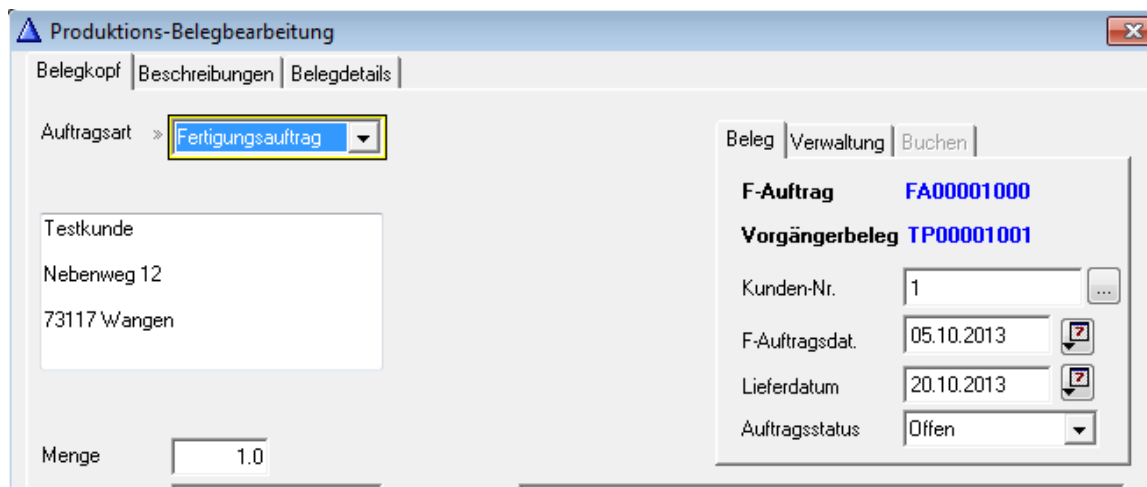 Produktions-Belegbearbeitung
Belegkopf Beschreibungen Belegdetails
Auftragsart » Fertigungsauftrag
Testkunde
Nebenweg 12
73117 Wangen
Menge 1.0
Beleg Verwaltung Buchen
F-Auftrag FA00001000
Vorgängerbeleg TP00001001
Kunden-Nr. 1 ...
F-Auftragsdat. 05.10.2013
Lieferdatum 20.10.2013
Auftragsstatus Offen